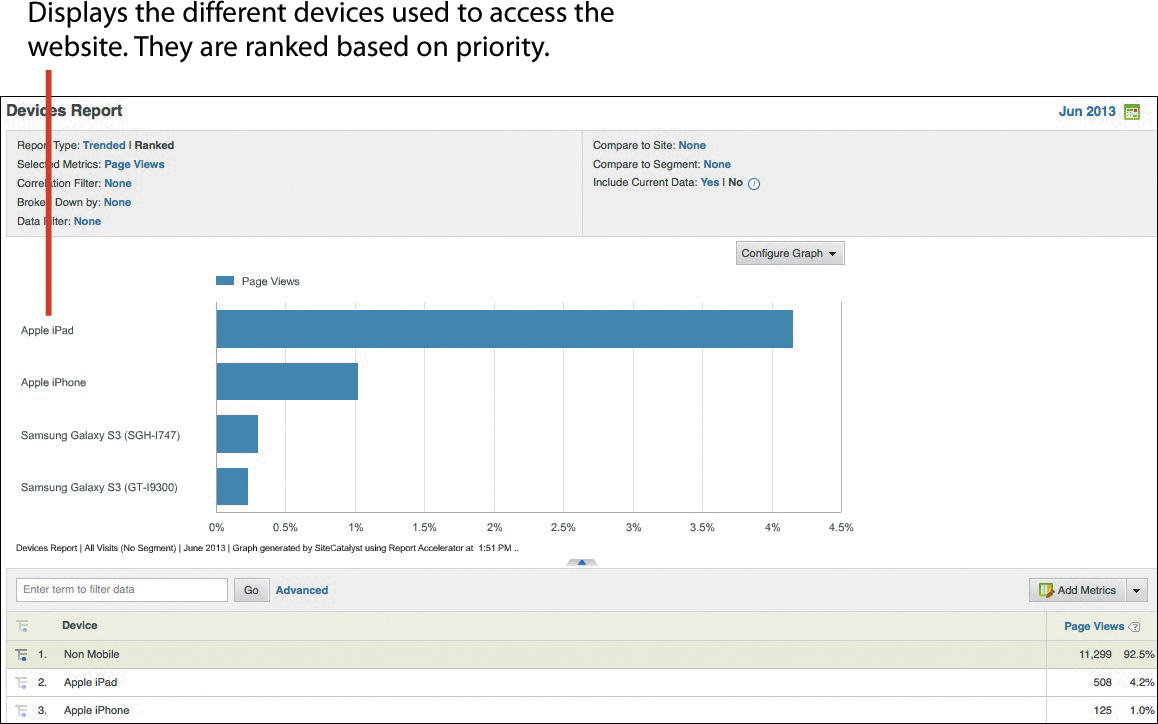 Displays the different devices used to access the
website. They are ranked based on priority.
Devices Report
Jun 2013
Report Type: Trended | Ranked
Selected Metrics: Page Views
Correlation Filter: None
Broken Down by: None
Data Filter: None
Compare to Site: None
Compare to Segment: None
Include Current Data: Yes | No i
Configure Graph
Page Views
Apple iPad
Apple iPhone
Samsung Galaxy S3 (SGH-I747)
Samsung Galaxy S3 (GT-I9300)
0% 0.5% 1% 1.5% 2% 2.5% 3% 3.5% 4% 4.5%
Devices Report | All Visits (No Segment) | June 2013 | Graph generated by SiteCatalyst using Report Accelerator at 1:51 PM ..
Enter term to filter data Go Advanced
Add Metrics
Device Page Views ?
1. Non Mobile 11,299 92.5%
2. Apple iPad 508 4.2%
3. Apple iPhone 125 1.0%